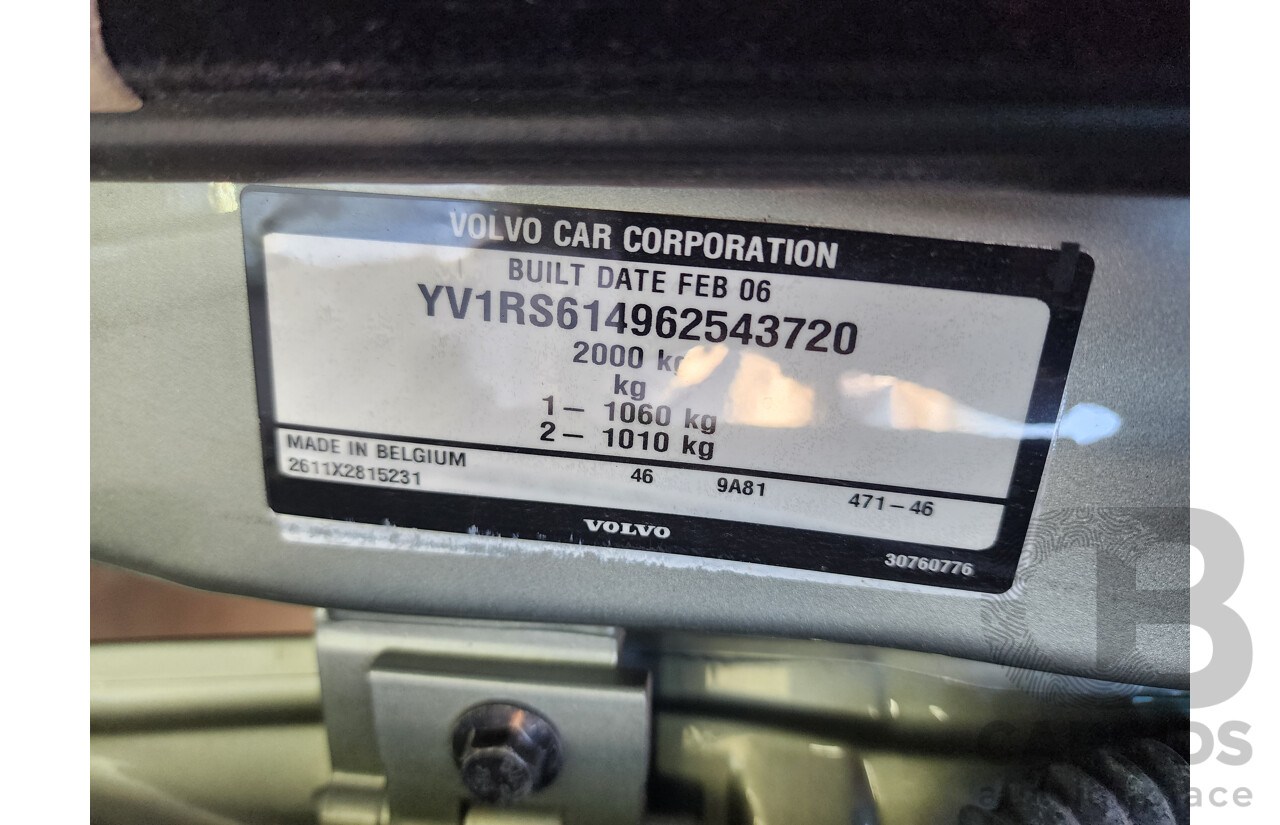 VOLVO CAR CORPORATION
BUILT DATE FEB 06
YV1RS614962543720
2000 kg
kg
1– 1060 kg
2– 1010 kg
MADE IN BELGIUM
2611X2815231 46 9A81 471–46
VOLVO
30760776
B